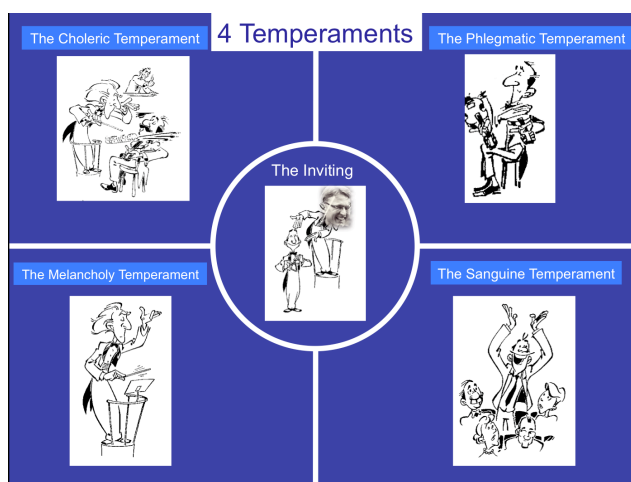 4 Temperaments
The Choleric Temperament
The Phlegmatic Temperament
The Inviting
The Melancholy Temperament
The Sanguine Temperament